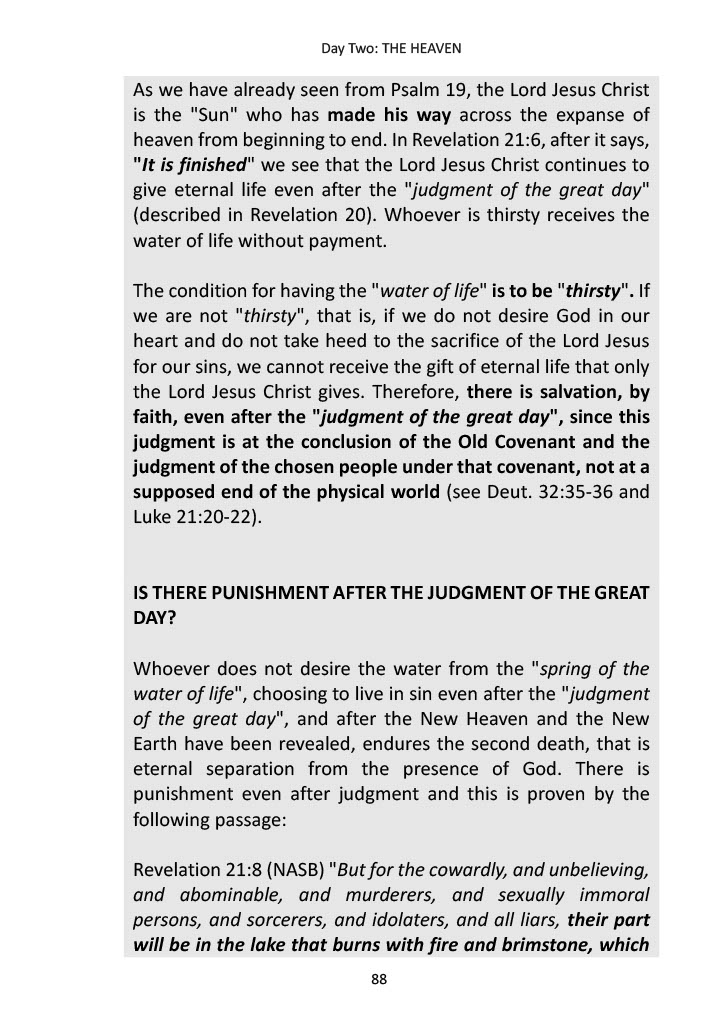 Day Two: THE HEAVEN
As we have already seen from Psalm 19, the Lord Jesus Christ
is the "Sun" who has made his way across the expanse of
heaven from beginning to end. In Revelation 21:6, after it says,
"It is finished" we see that the Lord Jesus Christ continues to
give eternal life even after the "judgment of the great day"
(described in Revelation 20). Whoever is thirsty receives the
water of life without payment.
The condition for having the "water of life" is to be "thirsty". If
we are not "thirsty", that is, if we do not desire God in our
heart and do not take heed to the sacrifice of the Lord Jesus
for our sins, we cannot receive the gift of eternal life that only
the Lord Jesus Christ gives. Therefore, there is salvation, by
faith, even after the "judgment of the great day", since this
judgment is at the conclusion of the Old Covenant and the
judgment of the chosen people under that covenant, not at a
supposed end of the physical world (see Deut. 32:35-36 and
Luke 21:20-22).
IS THERE PUNISHMENT AFTER THE JUDGMENT OF THE GREAT
DAY?
Whoever does not desire the water from the "spring of the
water of life", choosing to live in sin even after the "judgment
of the great day", and after the New Heaven and the New
Earth have been revealed, endures the second death, that is
eternal separation from the presence of God. There is
punishment even after judgment and this is proven by the
following passage:
Revelation 21:8 (NASB) "But for the cowardly, and unbelieving,
and abominable, and murderers, and sexually immoral
persons, and sorcerers, and idolaters, and all liars, their part
will be in the lake that burns with fire and brimstone, which
88